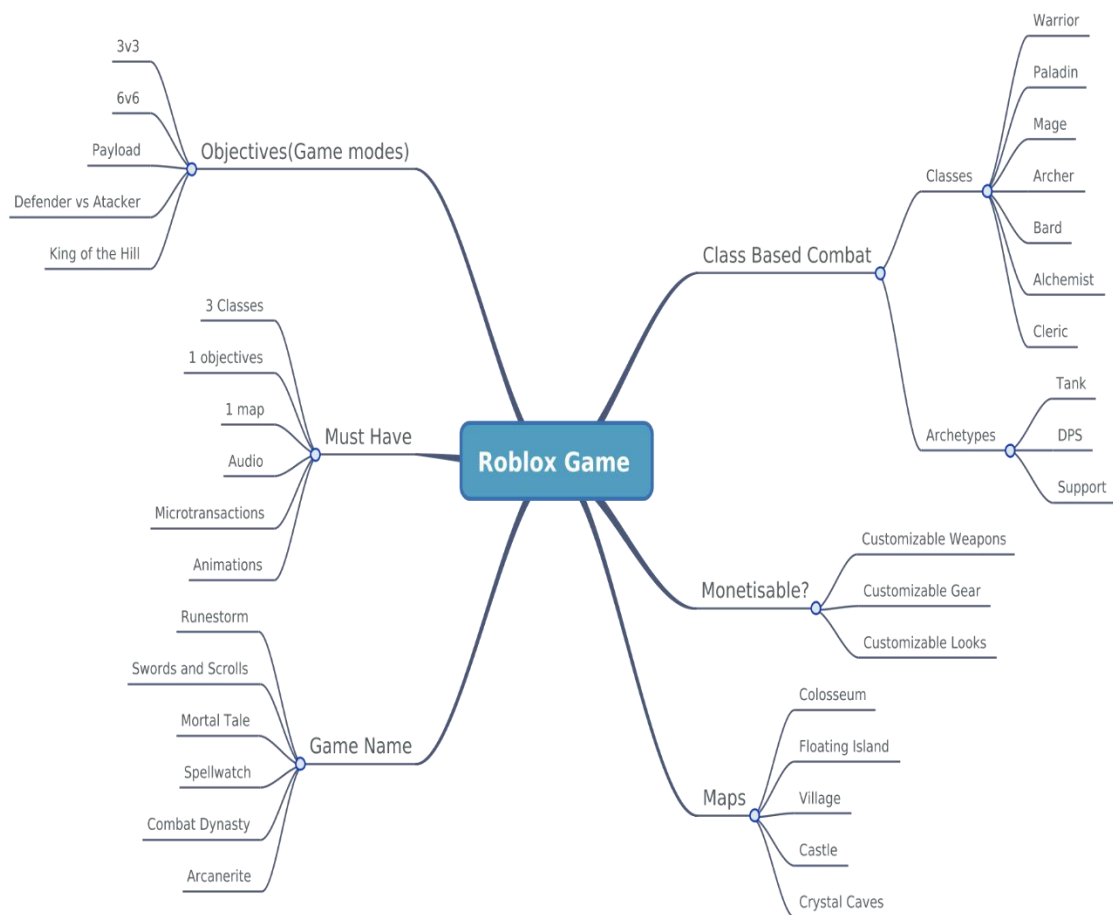 Roblox Game
Objectives(Game modes)
3v3
6v6
Payload
Defender vs Atacker
King of the Hill
Must Have
3 Classes
1 objectives
1 map
Audio
Microtransactions
Animations
Game Name
Runestorm
Swords and Scrolls
Mortal Tale
Spellwatch
Combat Dynasty
Arcanerite
Class Based Combat
Classes
Warrior
Paladin
Mage
Archer
Bard
Alchemist
Cleric
Archetypes
Tank
DPS
Support
Monetisable?
Customizable Weapons
Customizable Gear
Customizable Looks
Maps
Colosseum
Floating Island
Village
Castle
Crystal Caves